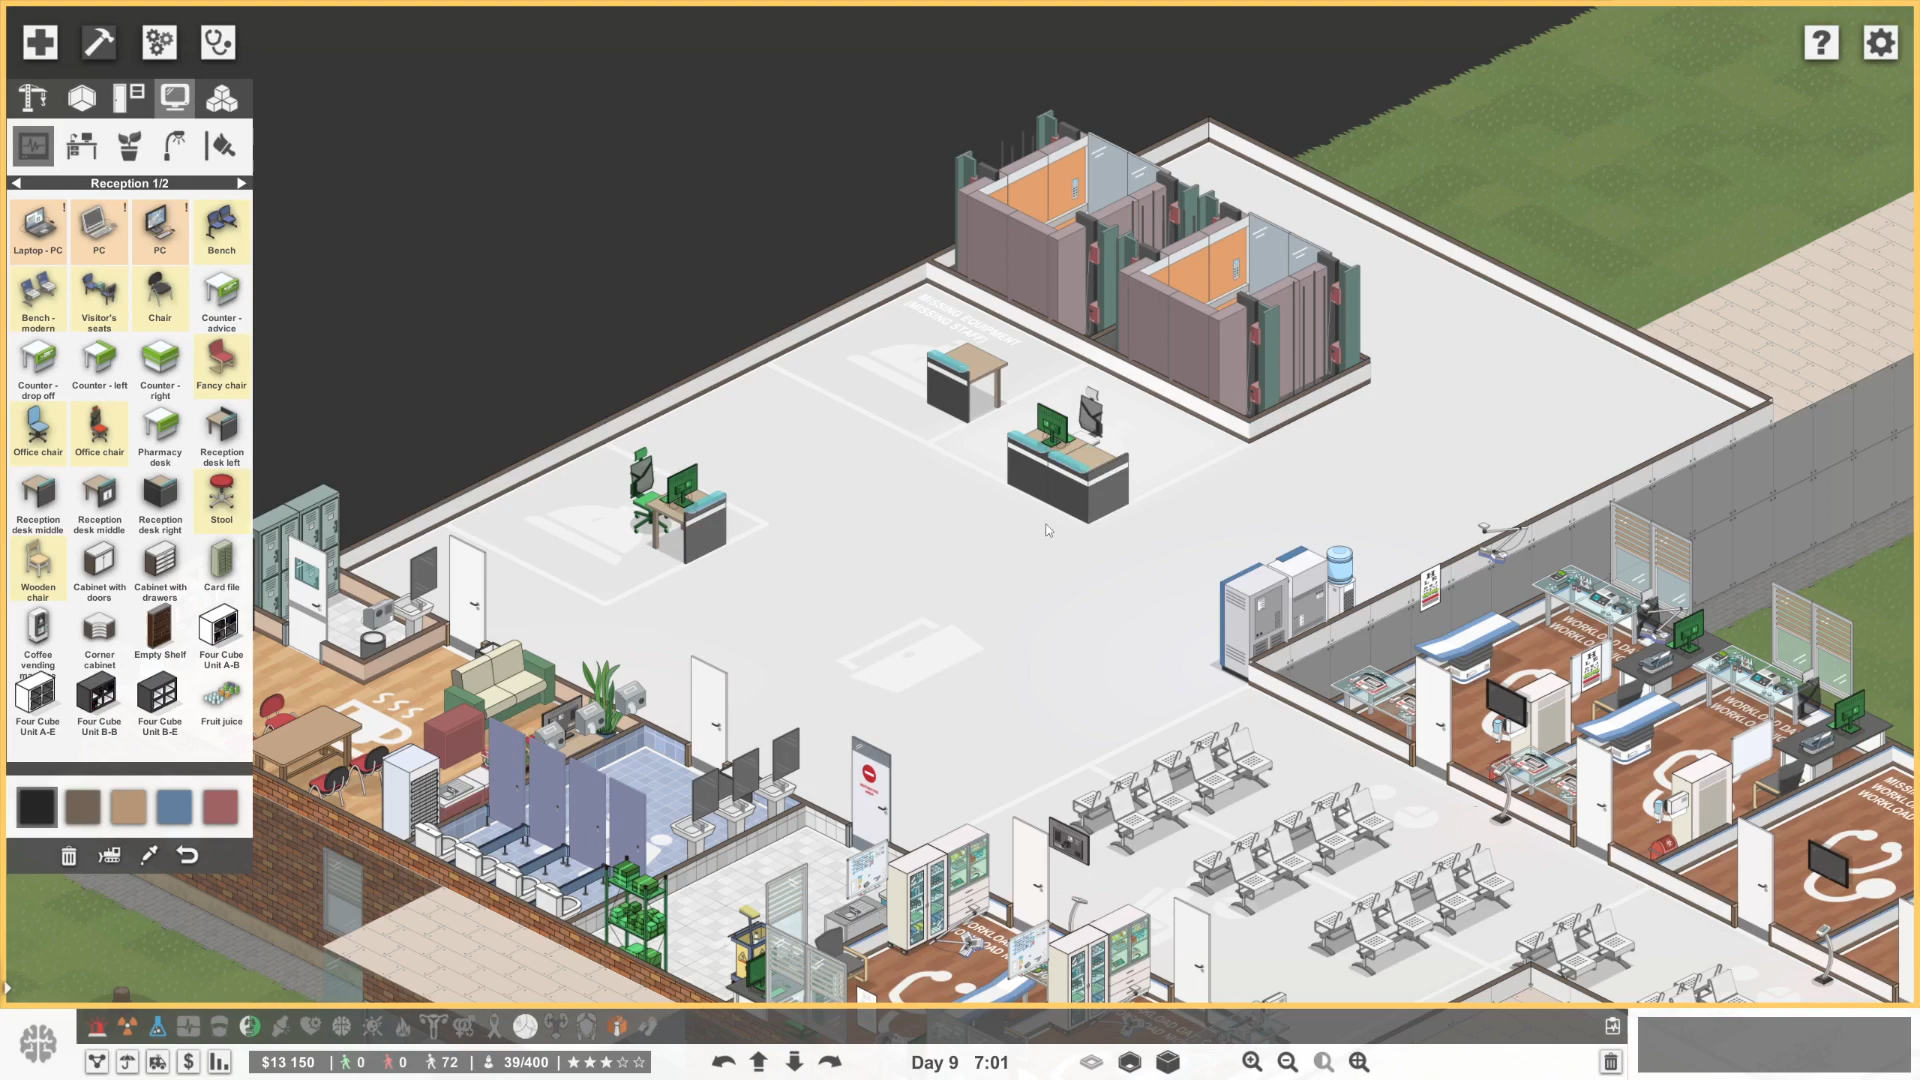 Reception 1/2
Laptop - PC
PC
PC
Bench
Bench - modern
Visitor's seats
Chair
Counter - advice
Counter - drop off
Counter - left
Counter - right
Fancy chair
Office chair
Office chair
Pharmacy desk
Reception desk left
Reception desk middle
Reception desk middle
Reception desk right
Stool
Wooden chair
Cabinet with doors
Cabinet with drawers
Card file
Coffee vending
Corner cabinet
Empty Shelf
Four Cube Unit A-B
Four Cube Unit A-E
Four Cube Unit B-B
Four Cube Unit B-E
Fruit juice
MISSING EQUIPMENT
(MISSING STAFF)
$13 150
0
0
72
39/400
Day 9 7:01